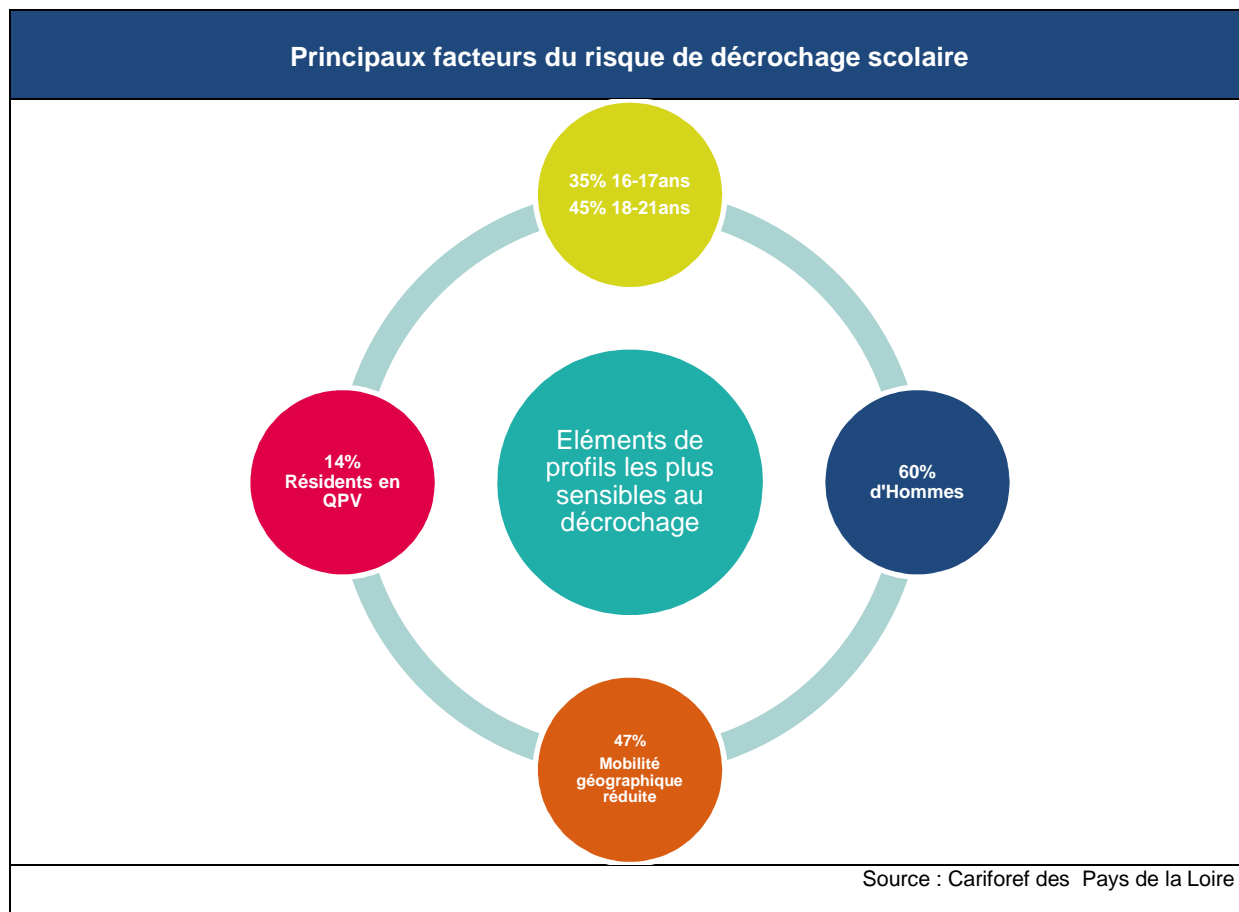 Principaux facteurs du risque de décrochage scolaire
35% 16-17ans
45% 18-21ans
14%
Résidents en
QPV
Eléments de
profils les plus
sensibles au
décrochage
60%
d'Hommes
47%
Mobilité
géographique
réduite
Source : Cariforef des Pays de la Loire